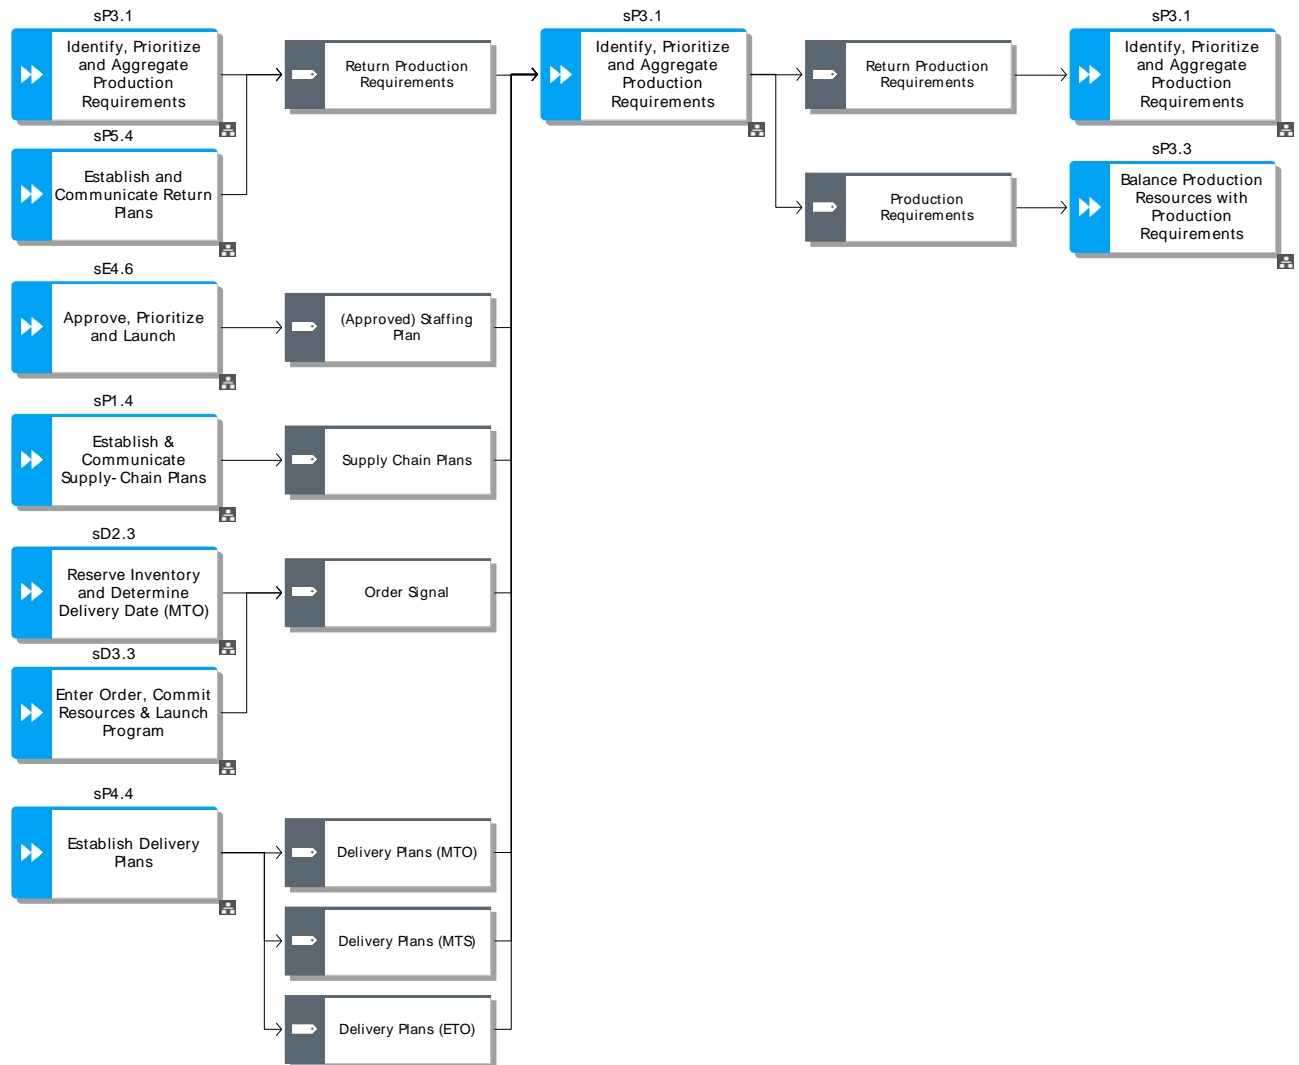 sP3.1
Identify, Prioritize
and Aggregate
Production
Requirements
sP5.4
Establish and
Communicate Return
Plans
sE4.6
Approve, Prioritize
and Launch
sP1.4
Establish &
Communicate
Supply-Chain Plans
sD2.3
Reserve Inventory
and Determine
Delivery Date (MTO)
sD3.3
Enter Order, Commit
Resources & Launch
Program
sP4.4
Establish Delivery
Plans
Return Production
Requirements
(Approved) Staffing
Plan
Supply Chain Plans
Order Signal
Delivery Plans (MTO)
Delivery Plans (MTS)
Delivery Plans (ETO)
sP3.1
Identify, Prioritize
and Aggregate
Production
Requirements
Return Production
Requirements
Production
Requirements
sP3.1
Identify, Prioritize
and Aggregate
Production
Requirements
sP3.3
Balance Production
Resources with
Production
Requirements